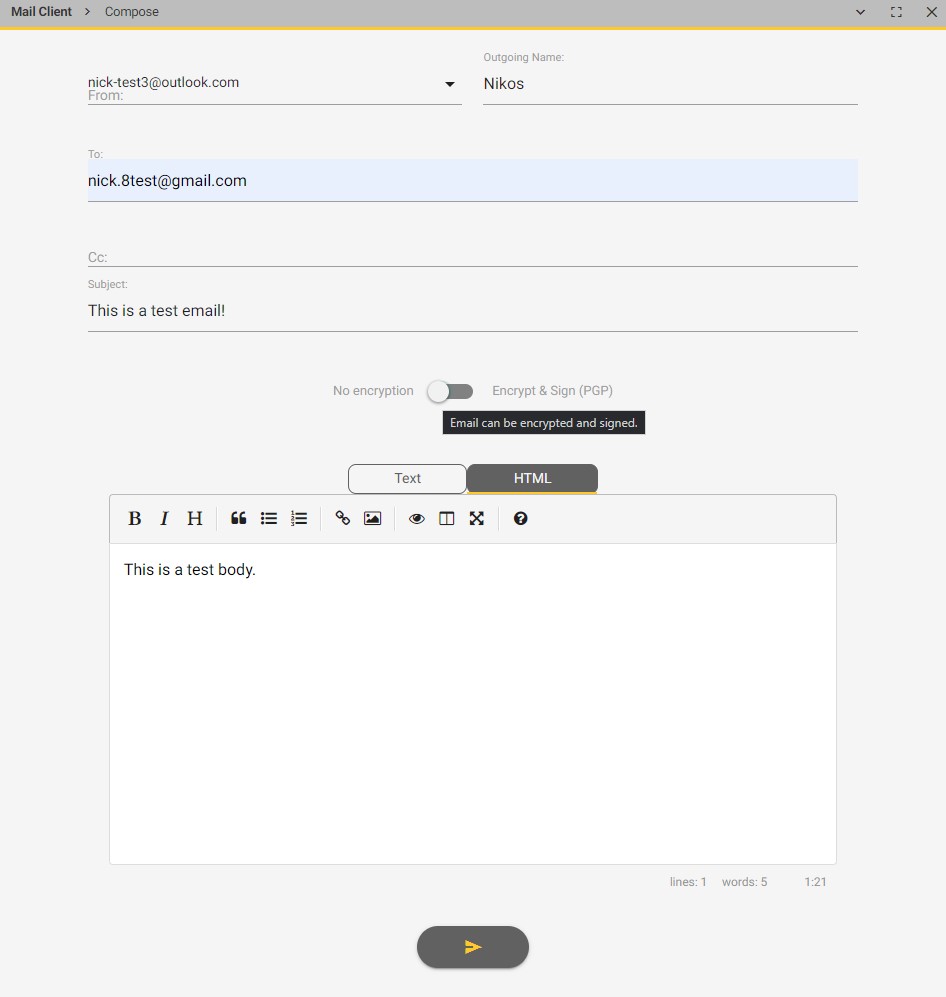 Mail Client > Compose
Outgoing Name:
nick-test3@outlook.com
Nikos
From:
To:
nick.8test@gmail.com
Cc:
Subject:
This is a test email!
No encryption Encrypt & Sign (PGP)
Email can be encrypted and signed.
Text HTML
B I H
This is a test body.
lines: 1 words: 5 1:21